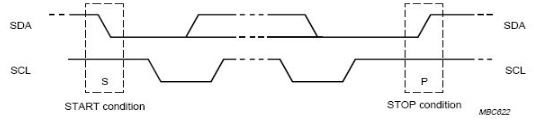 SDA
SDA
SCL
SCL
S
P
START condition
STOP condition
MBC622